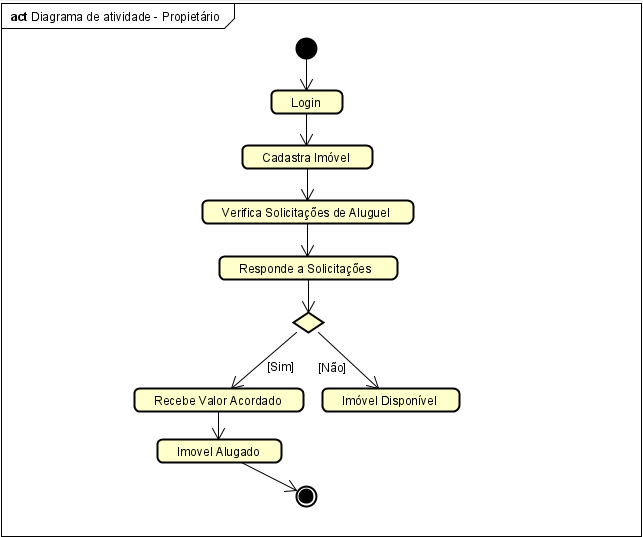 act Diagrama de atividade - Propietário
Login
Cadastra Imóvel
Verifica Solicitações de Aluguel
Responde a Solicitações
[Sim]
[Não]
Recebe Valor Acordado
Imóvel Disponível
Imovel Alugado